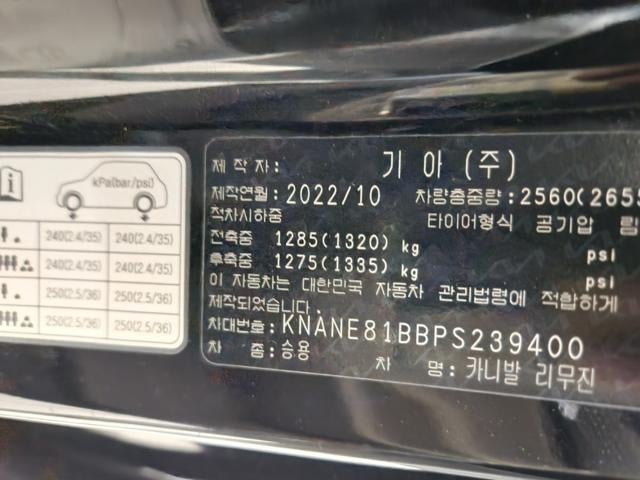 kPa(bar/psi)
240(2.4/35) 240(2.4/35)
240(2.4/35) 240(2.4/35)
250(2.5/36) 250(2.5/36)
250(2.5/36) 250(2.5/36)
제 작 자: 기 아 (주)
제작연월: 2022/10 차량총중량: 2560(2655
적차시하중 타이어형식 공기압 림
전축중 1285(1320) kg psi
후축중 1275(1335) kg psi
이 자동차는 대한민국 자동차 관리법령에 적합하게
제작되었습니다.
차대번호: KNANE81BBPS239400
차 종: 승용 차 명: 카니발 리무진